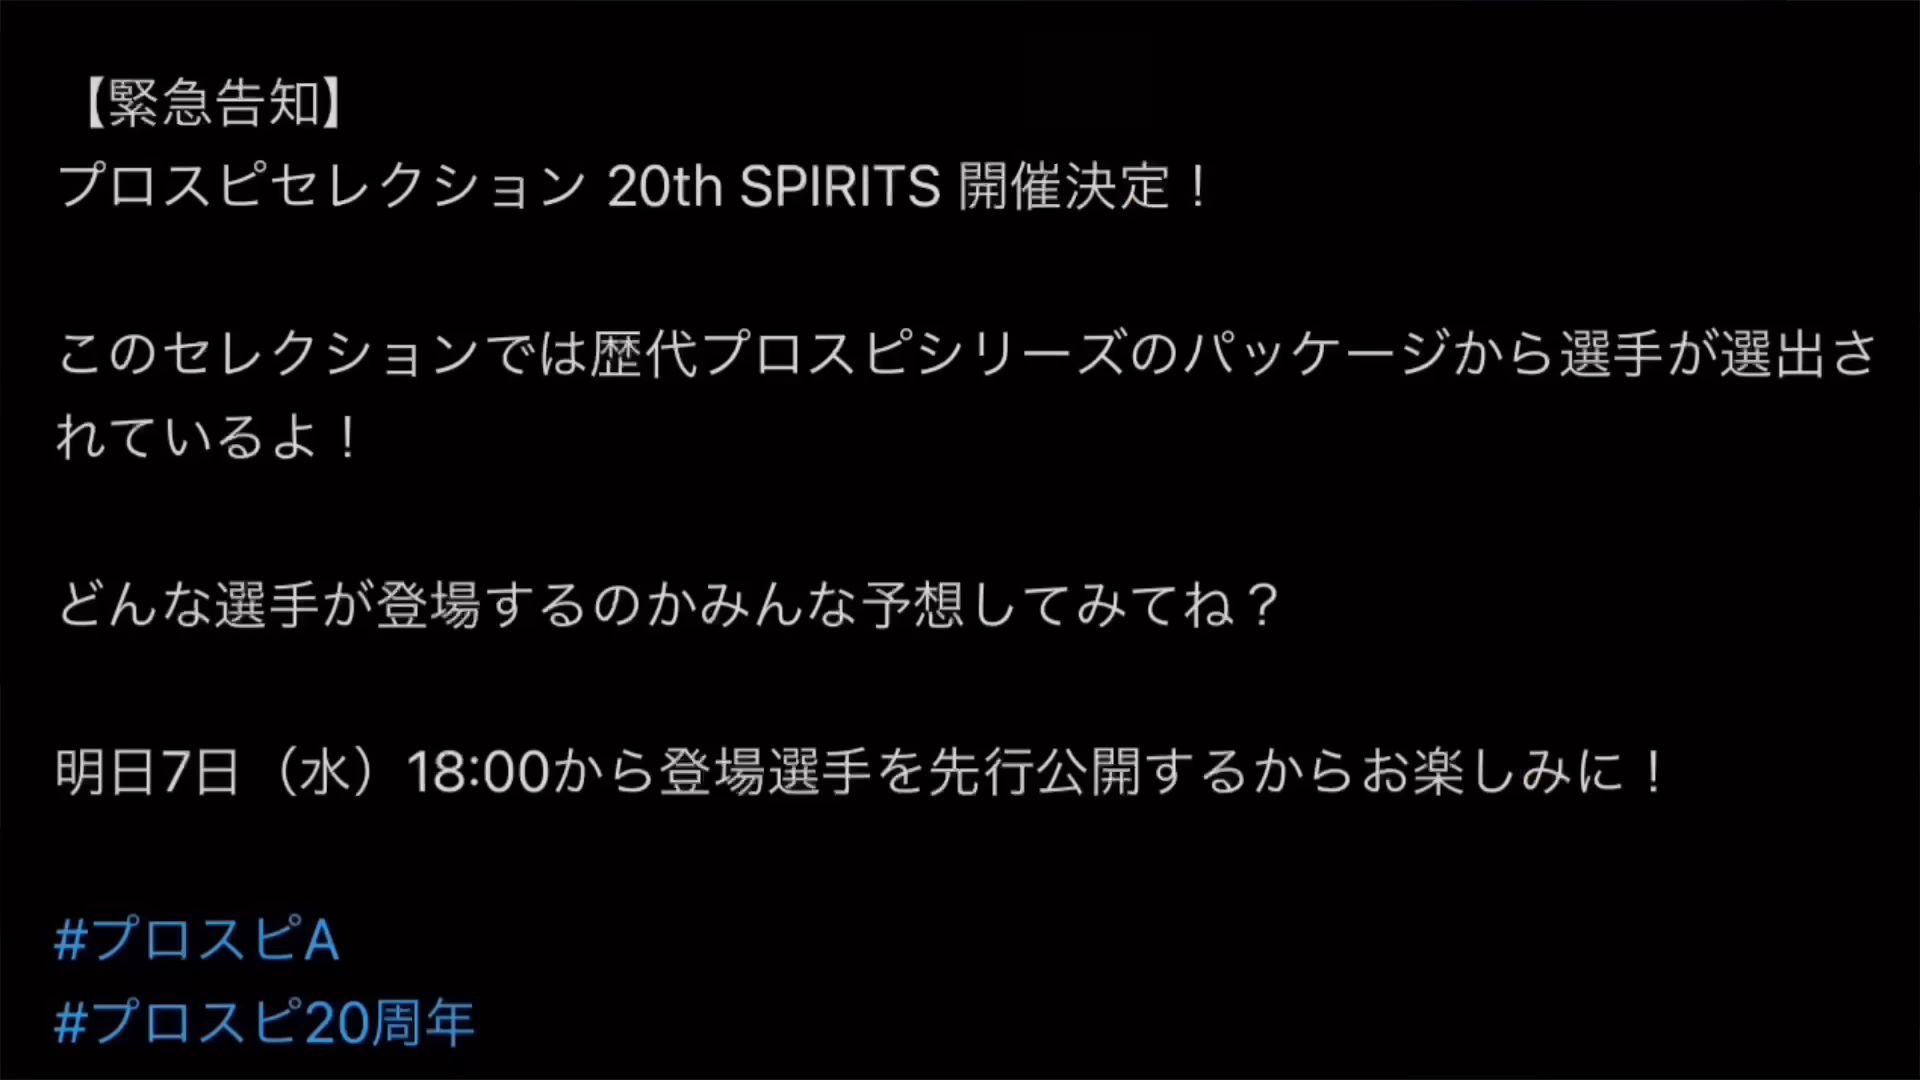 【緊急告知】
プロスピセレクション 20th SPIRITS 開催決定！
このセレクションでは歴代プロスピシリーズのパッケージから選手が選出さ
れているよ！
どんな選手が登場するのかみんな予想してみてね？
明日7日（水）18:00から登場選手を先行公開するからお楽しみに！
#プロスピA
#プロスピ20周年